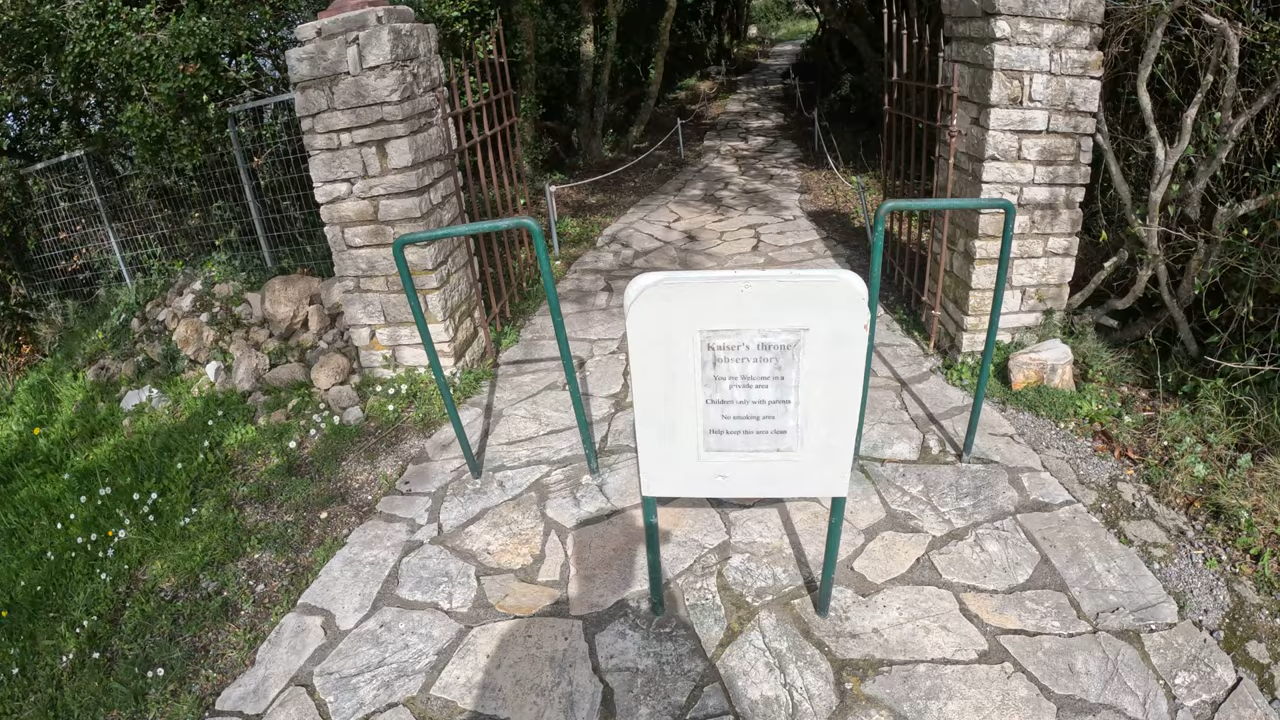 Kaiser's throne
observatory
You are Welcome in a
private area
Children only with parents
No smoking area
Help keep this area clean